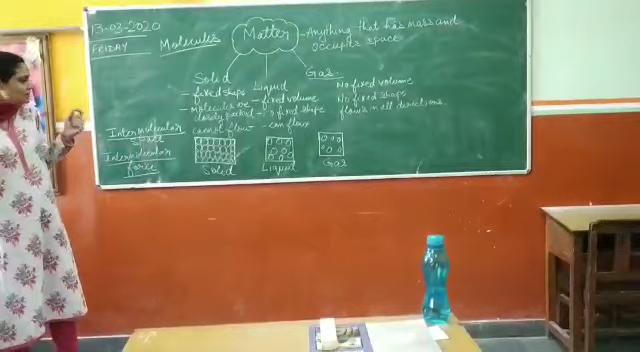 13-03-2020
FRIDAY
Molecules
Matter
- Anything that has mass and
occupies space
Solid
- fixed shape
- Molecules are
closely packed
cannot flow
Liquid
- fixed volume
- fixed shape
- can flow
Gas
No fixed volume
No fixed shape
flows in all directions.
Intermolecular
space
Intermolecular
force
Solid
Liquid
Gas